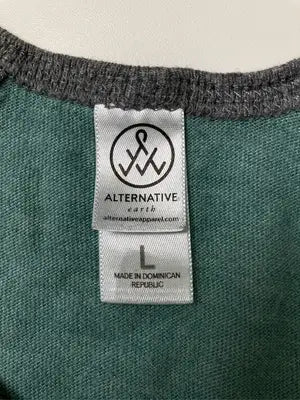 ALTERNATIVE
earth
alternativeapparel.com
L
MADE IN DOMINICAN
REPUBLIC